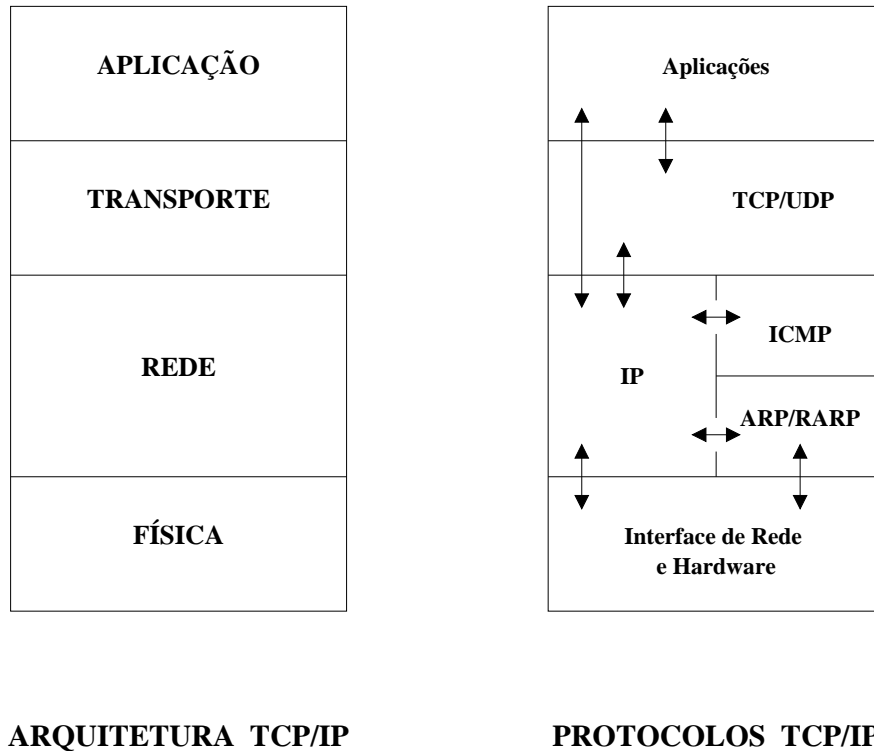 APLICAÇÃO
TRANSPORTE
REDE
FÍSICA
ARQUITETURA TCP/IP
Aplicações
TCP/UDP
ICMP
IP
ARP/RARP
Interface de Rede
e Hardware
PROTOCOLOS TCP/IP